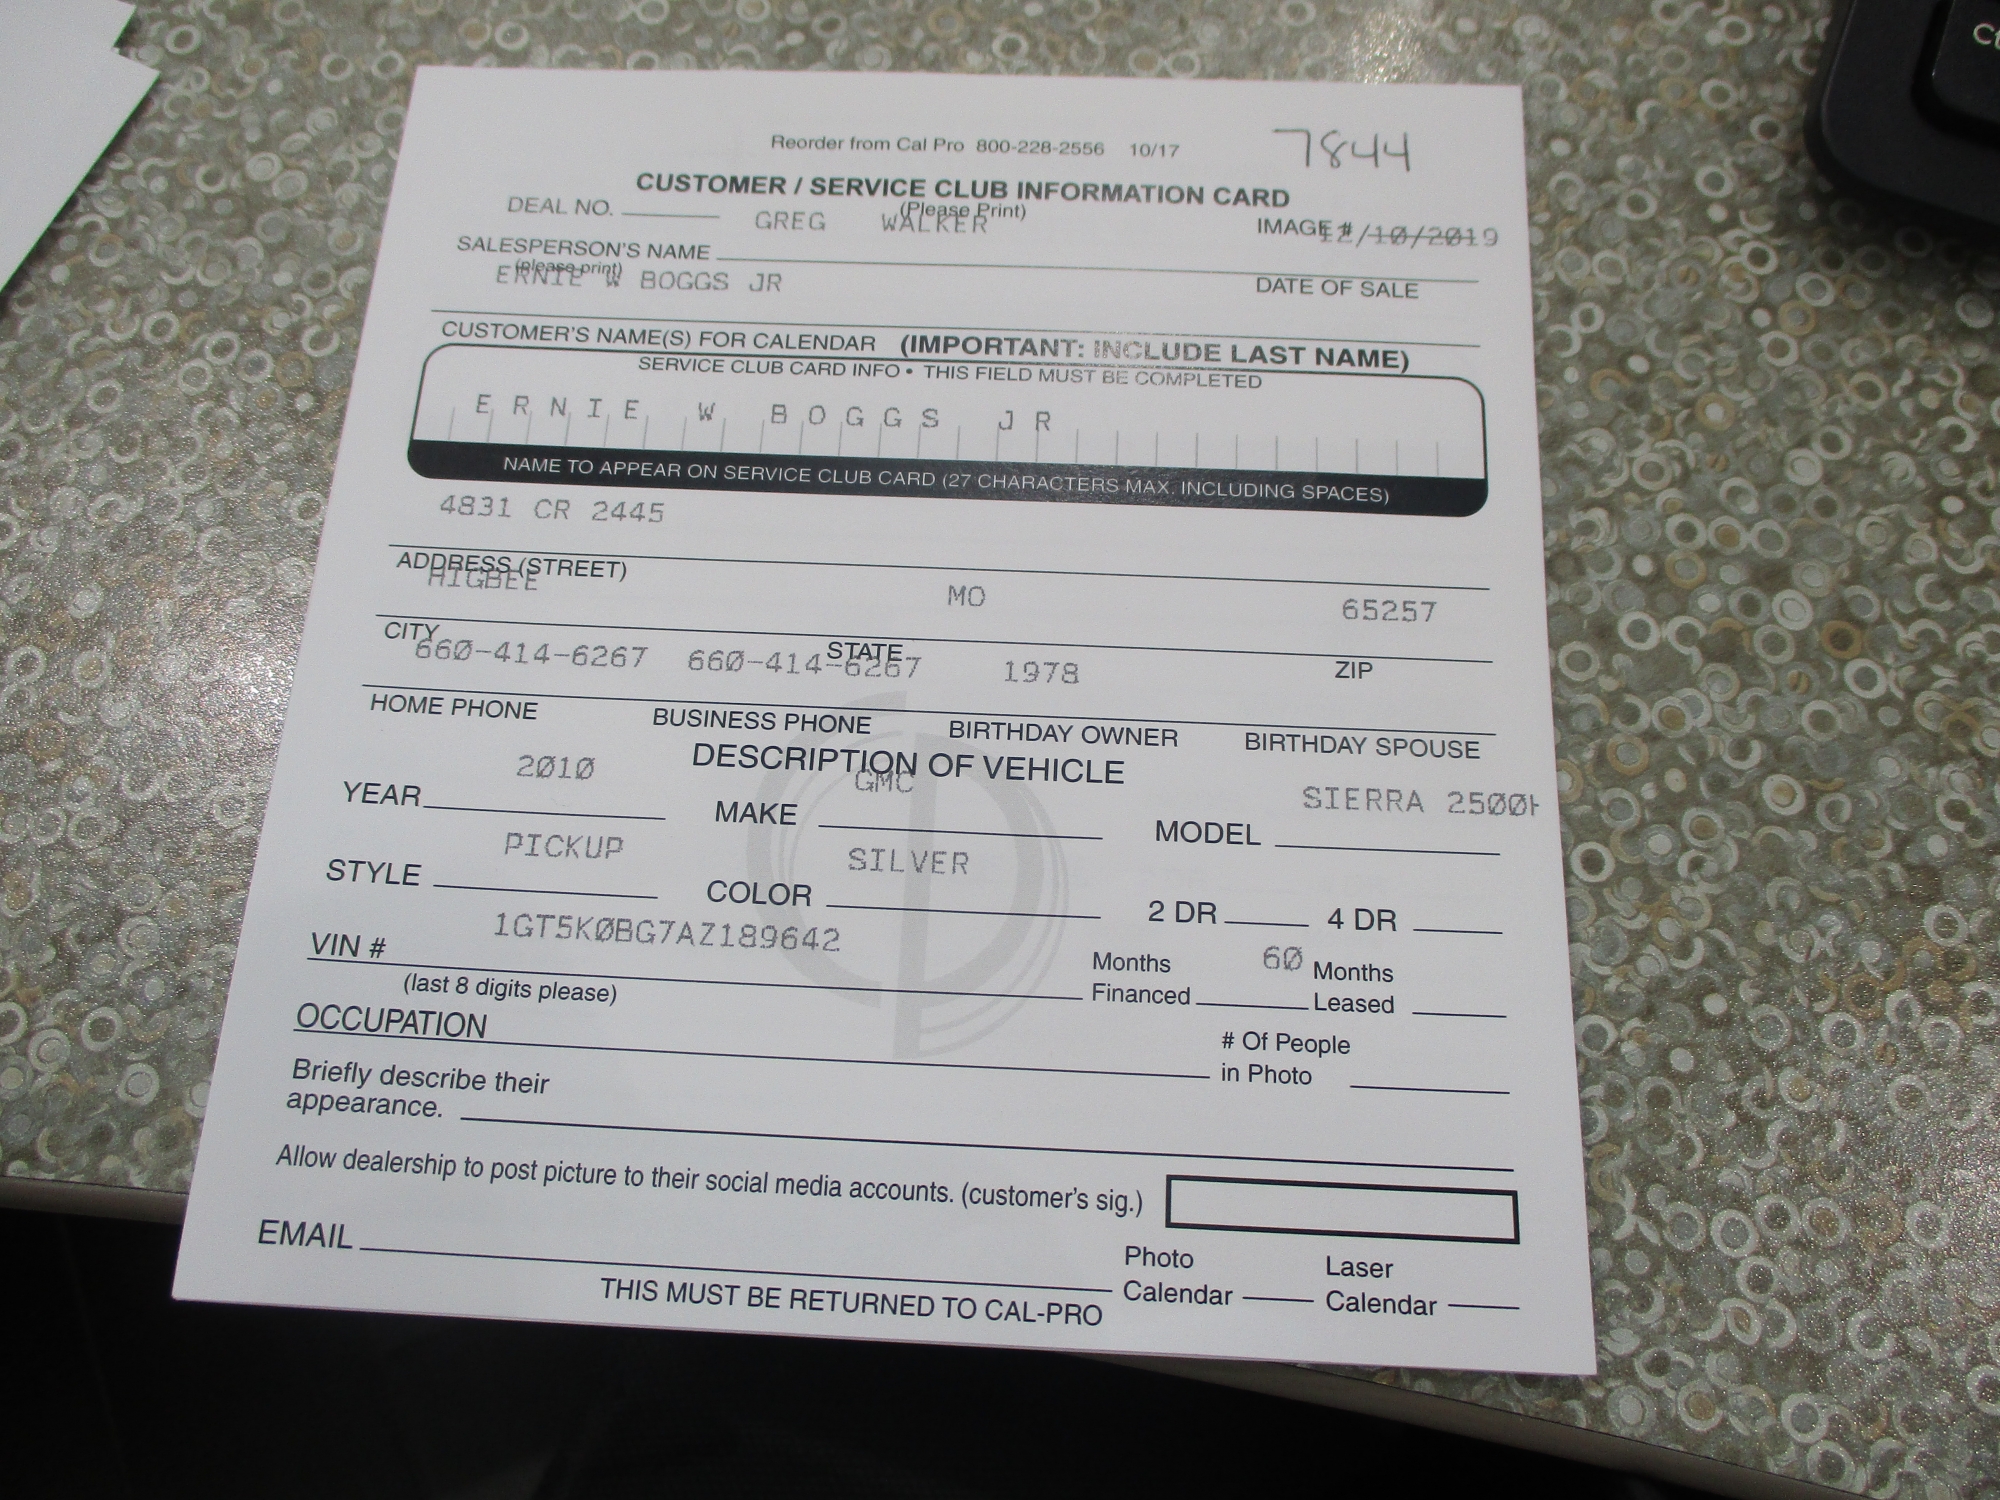 Reorder from Cal Pro 800-228-2556 10/17
7844
CUSTOMER / SERVICE CLUB INFORMATION CARD
(Please Print)
DEAL NO.
GREG WALKER
IMAGE # 12/10/2019
SALESPERSON'S NAME
(please print)
DATE OF SALE
ERNIE W BOGGS JR
CUSTOMER'S NAME(S) FOR CALENDAR (IMPORTANT: INCLUDE LAST NAME)
SERVICE CLUB CARD INFO • THIS FIELD MUST BE COMPLETED
ERNIE W BOGGS JR
NAME TO APPEAR ON SERVICE CLUB CARD (27 CHARACTERS MAX. INCLUDING SPACES)
4831 CR 2445
ADDRESS (STREET)
HIGBEE MO 65257
CITY STATE ZIP
660-414-6267 660-414-6267 1978
HOME PHONE BUSINESS PHONE BIRTHDAY OWNER BIRTHDAY SPOUSE
DESCRIPTION OF VEHICLE
2010 GMC SIERRA 2500H
YEAR MAKE MODEL
PICKUP SILVER
STYLE COLOR 2 DR 4 DR
1GT5K0BG7AZ189642
VIN #
(last 8 digits please)
Months Financed 60 Months Leased
OCCUPATION
# Of People
in Photo
Briefly describe their
appearance.
Allow dealership to post picture to their social media accounts. (customer's sig.)
EMAIL
Photo Calendar Laser Calendar
THIS MUST BE RETURNED TO CAL-PRO
Ct